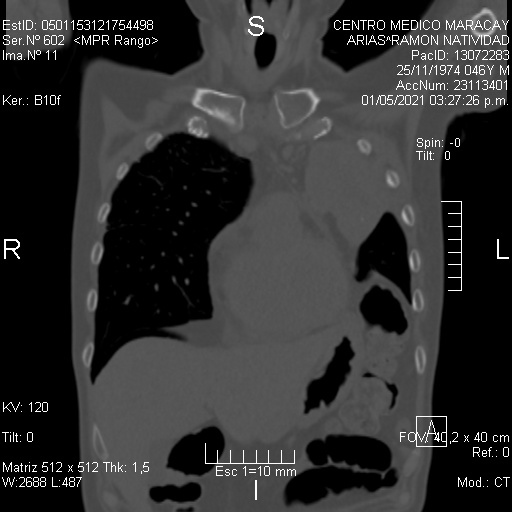 EstID: 0501153121754498
Ser.Nº 602 <MPR Rango>
Ima.Nº 11
Ker.: B10f
S
CENTRO MEDICO MARACAY
ARIAS^RAMON NATIVIDAD
PacID: 13072283
25/11/1974 046Y M
AccNum: 23113401
01/05/2021 03:27:26 p.m.
Spin: -0
Tilt: 0
R
L
KV: 120
Tilt: 0
Matriz 512 x 512 Thk: 1,5
W:2688 L:487
Esc 1=10 mm
I
A
FOV: 40,2 x 40 cm
Ref.: 0
Mod.: CT